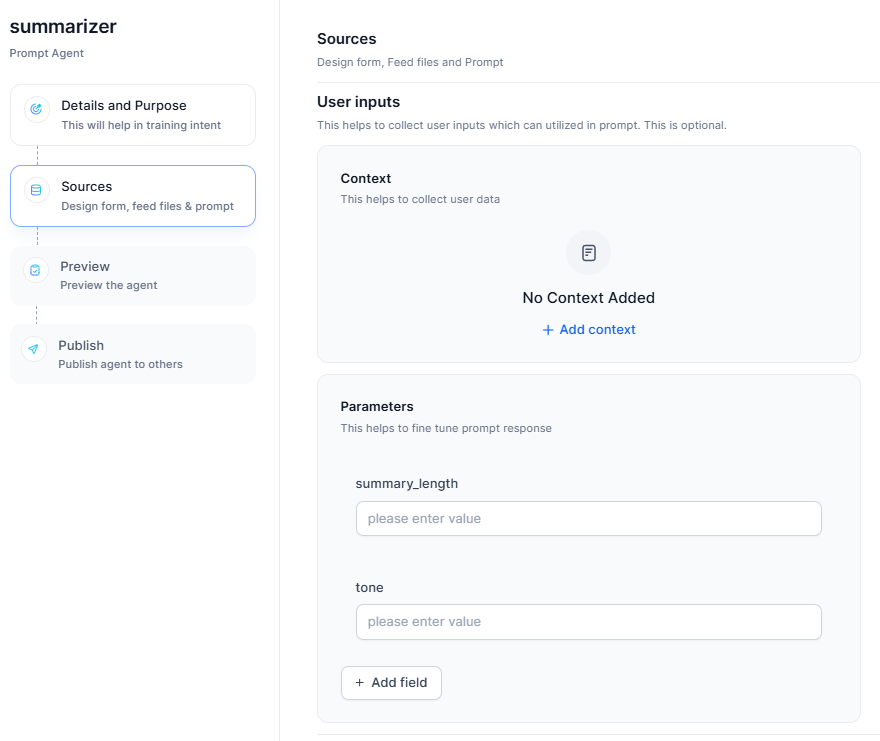 summarizer
Prompt Agent
Details and Purpose
This will help in training intent
Sources
Design form, feed files & prompt
Preview
Preview the agent
Publish
Publish agent to others
Sources
Design form, Feed files and Prompt
User inputs
This helps to collect user inputs which can utilized in prompt. This is optional.
Context
This helps to collect user data
No Context Added
+ Add context
Parameters
This helps to fine tune prompt response
summary_length
please enter value
tone
please enter value
+ Add field